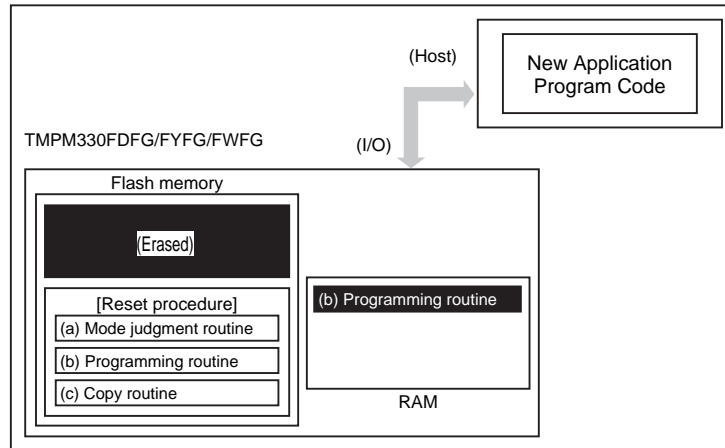 (Host)
New Application
Program Code
TMPM330FDFG/FYFG/FWFG
(I/O)
Flash memory
(Erased)
[Reset procedure]
(a) Mode judgment routine
(b) Programming routine
(c) Copy routine
(b) Programming routine
RAM